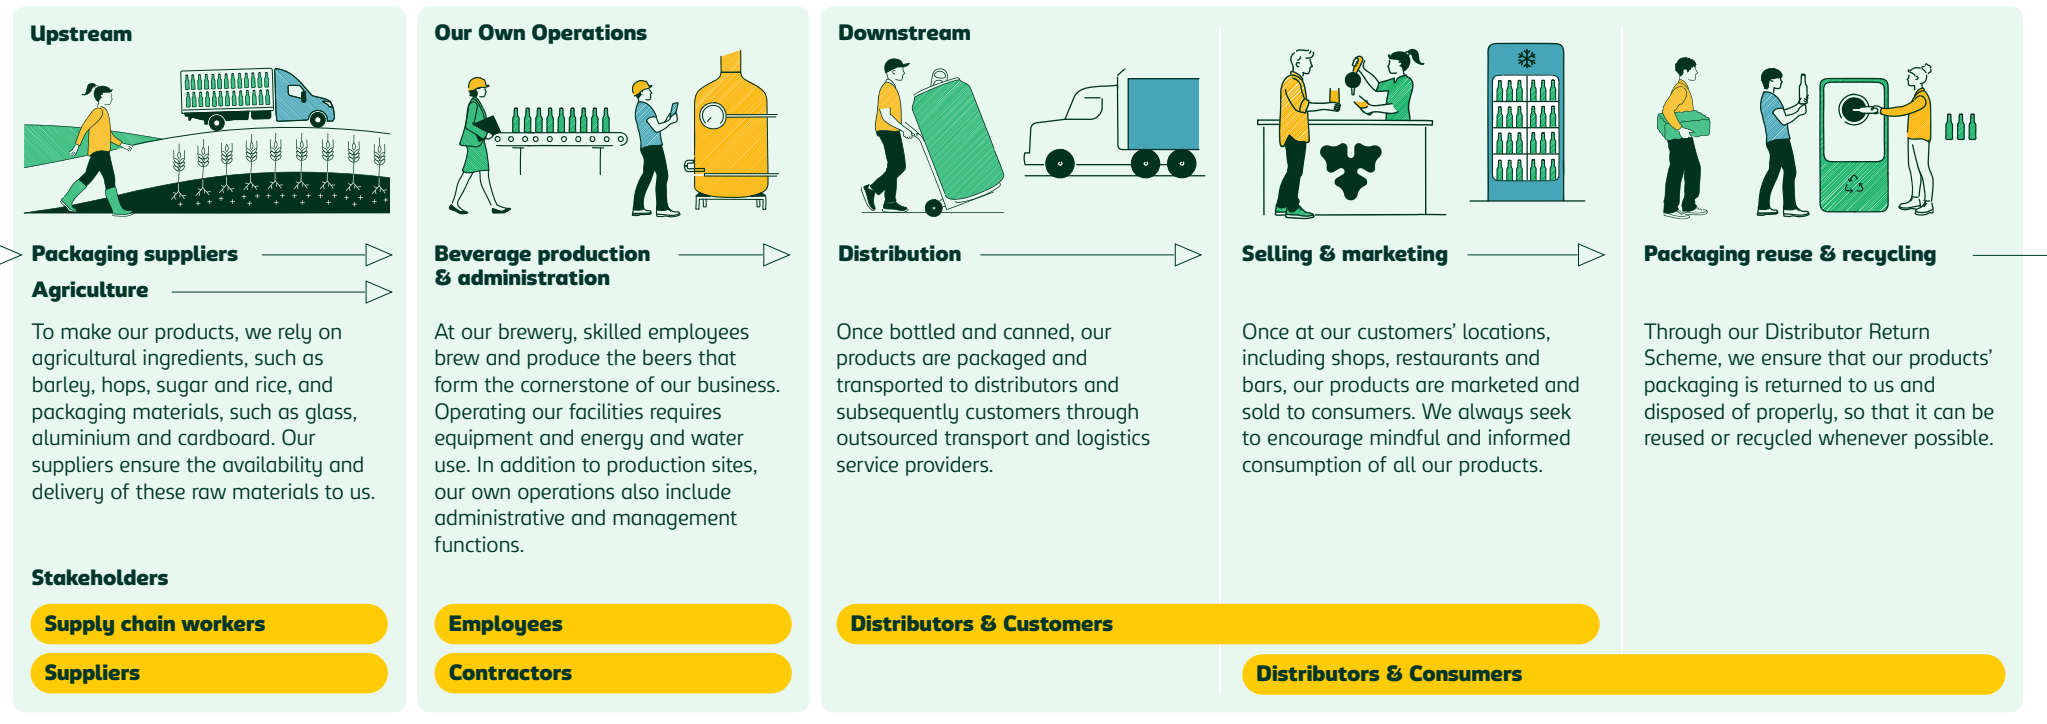 Upstream
Packaging suppliers
Agriculture
To make our products, we rely on
agricultural ingredients, such as
barley, hops, sugar and rice, and
packaging materials, such as glass,
aluminium and cardboard. Our
suppliers ensure the availability and
delivery of these raw materials to us.
Stakeholders
Supply chain workers
Suppliers
Our Own Operations
Beverage production
& administration
At our brewery, skilled employees
brew and produce the beers that
form the cornerstone of our business.
Operating our facilities requires
equipment and energy and water
use. In addition to production sites,
our own operations also include
administrative and management
functions.
Employees
Contractors
Downstream
Distribution
Once bottled and canned, our
products are packaged and
transported to distributors and
subsequently customers through
outsourced transport and logistics
service providers.
Selling & marketing
Once at our customers’ locations,
including shops, restaurants and
bars, our products are marketed and
sold to consumers. We always seek
to encourage mindful and informed
consumption of all our products.
Packaging reuse & recycling
Through our Distributor Return
Scheme, we ensure that our products’
packaging is returned to us and
disposed of properly, so that it can be
reused or recycled whenever possible.
Distributors & Customers
Distributors & Consumers